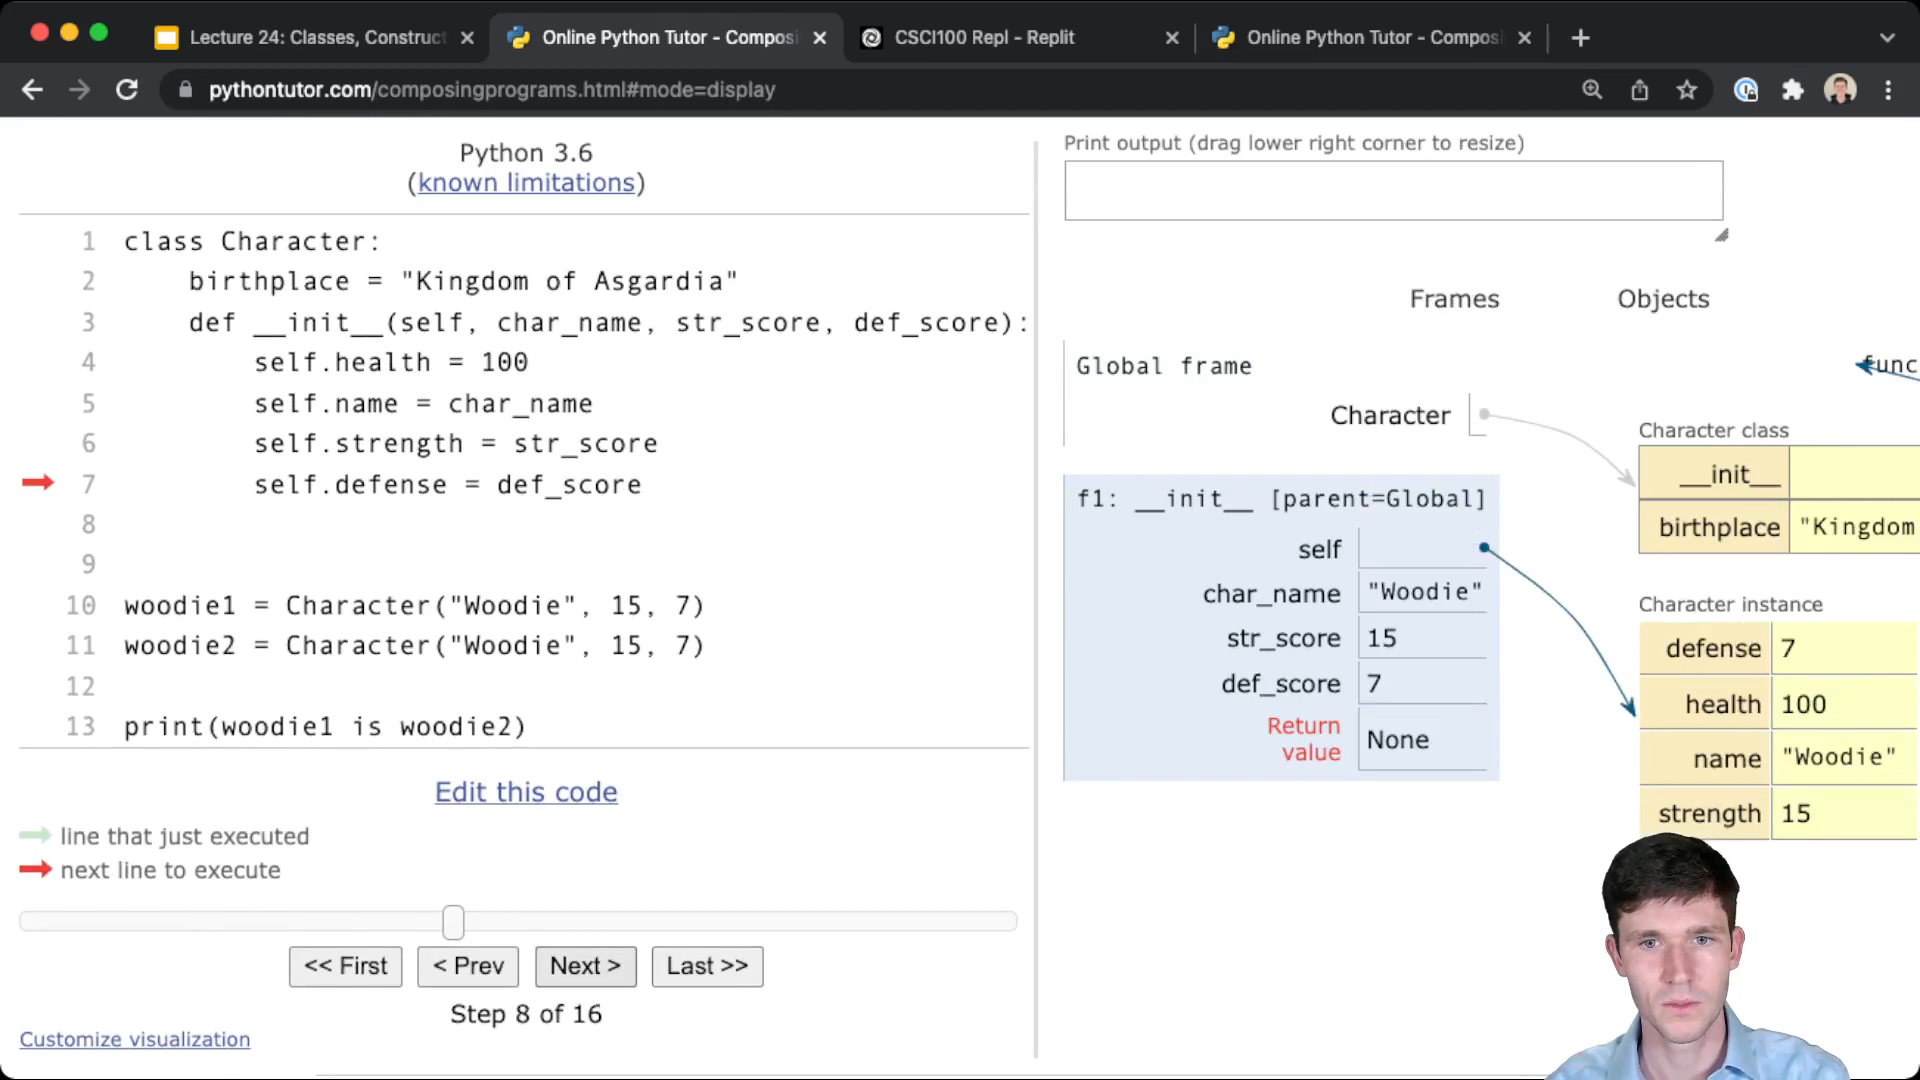 Lecture 24: Classes, Construct
Online Python Tutor - Composi
CSCI100 Repl - Replit
Online Python Tutor - Composi
pythontutor.com/composingprograms.html#mode=display
Python 3.6
(known limitations)
1 class Character:
2 birthplace = "Kingdom of Asgardia"
3 def __init__(self, char_name, str_score, def_score):
4 self.health = 100
5 self.name = char_name
6 self.strength = str_score
7 self.defense = def_score
8
9
10 woodie1 = Character("Woodie", 15, 7)
11 woodie2 = Character("Woodie", 15, 7)
12
13 print(woodie1 is woodie2)
Edit this code
line that just executed
next line to execute
<< First
< Prev
Next >
Last >>
Step 8 of 16
Customize visualization
Print output (drag lower right corner to resize)
Frames
Objects
Global frame
func
Character
Character class
__init__
birthplace "Kingdom
f1: __init__ [parent=Global]
self
char_name "Woodie"
str_score 15
def_score 7
Return
value
None
Character instance
defense 7
health 100
name "Woodie"
strength 15